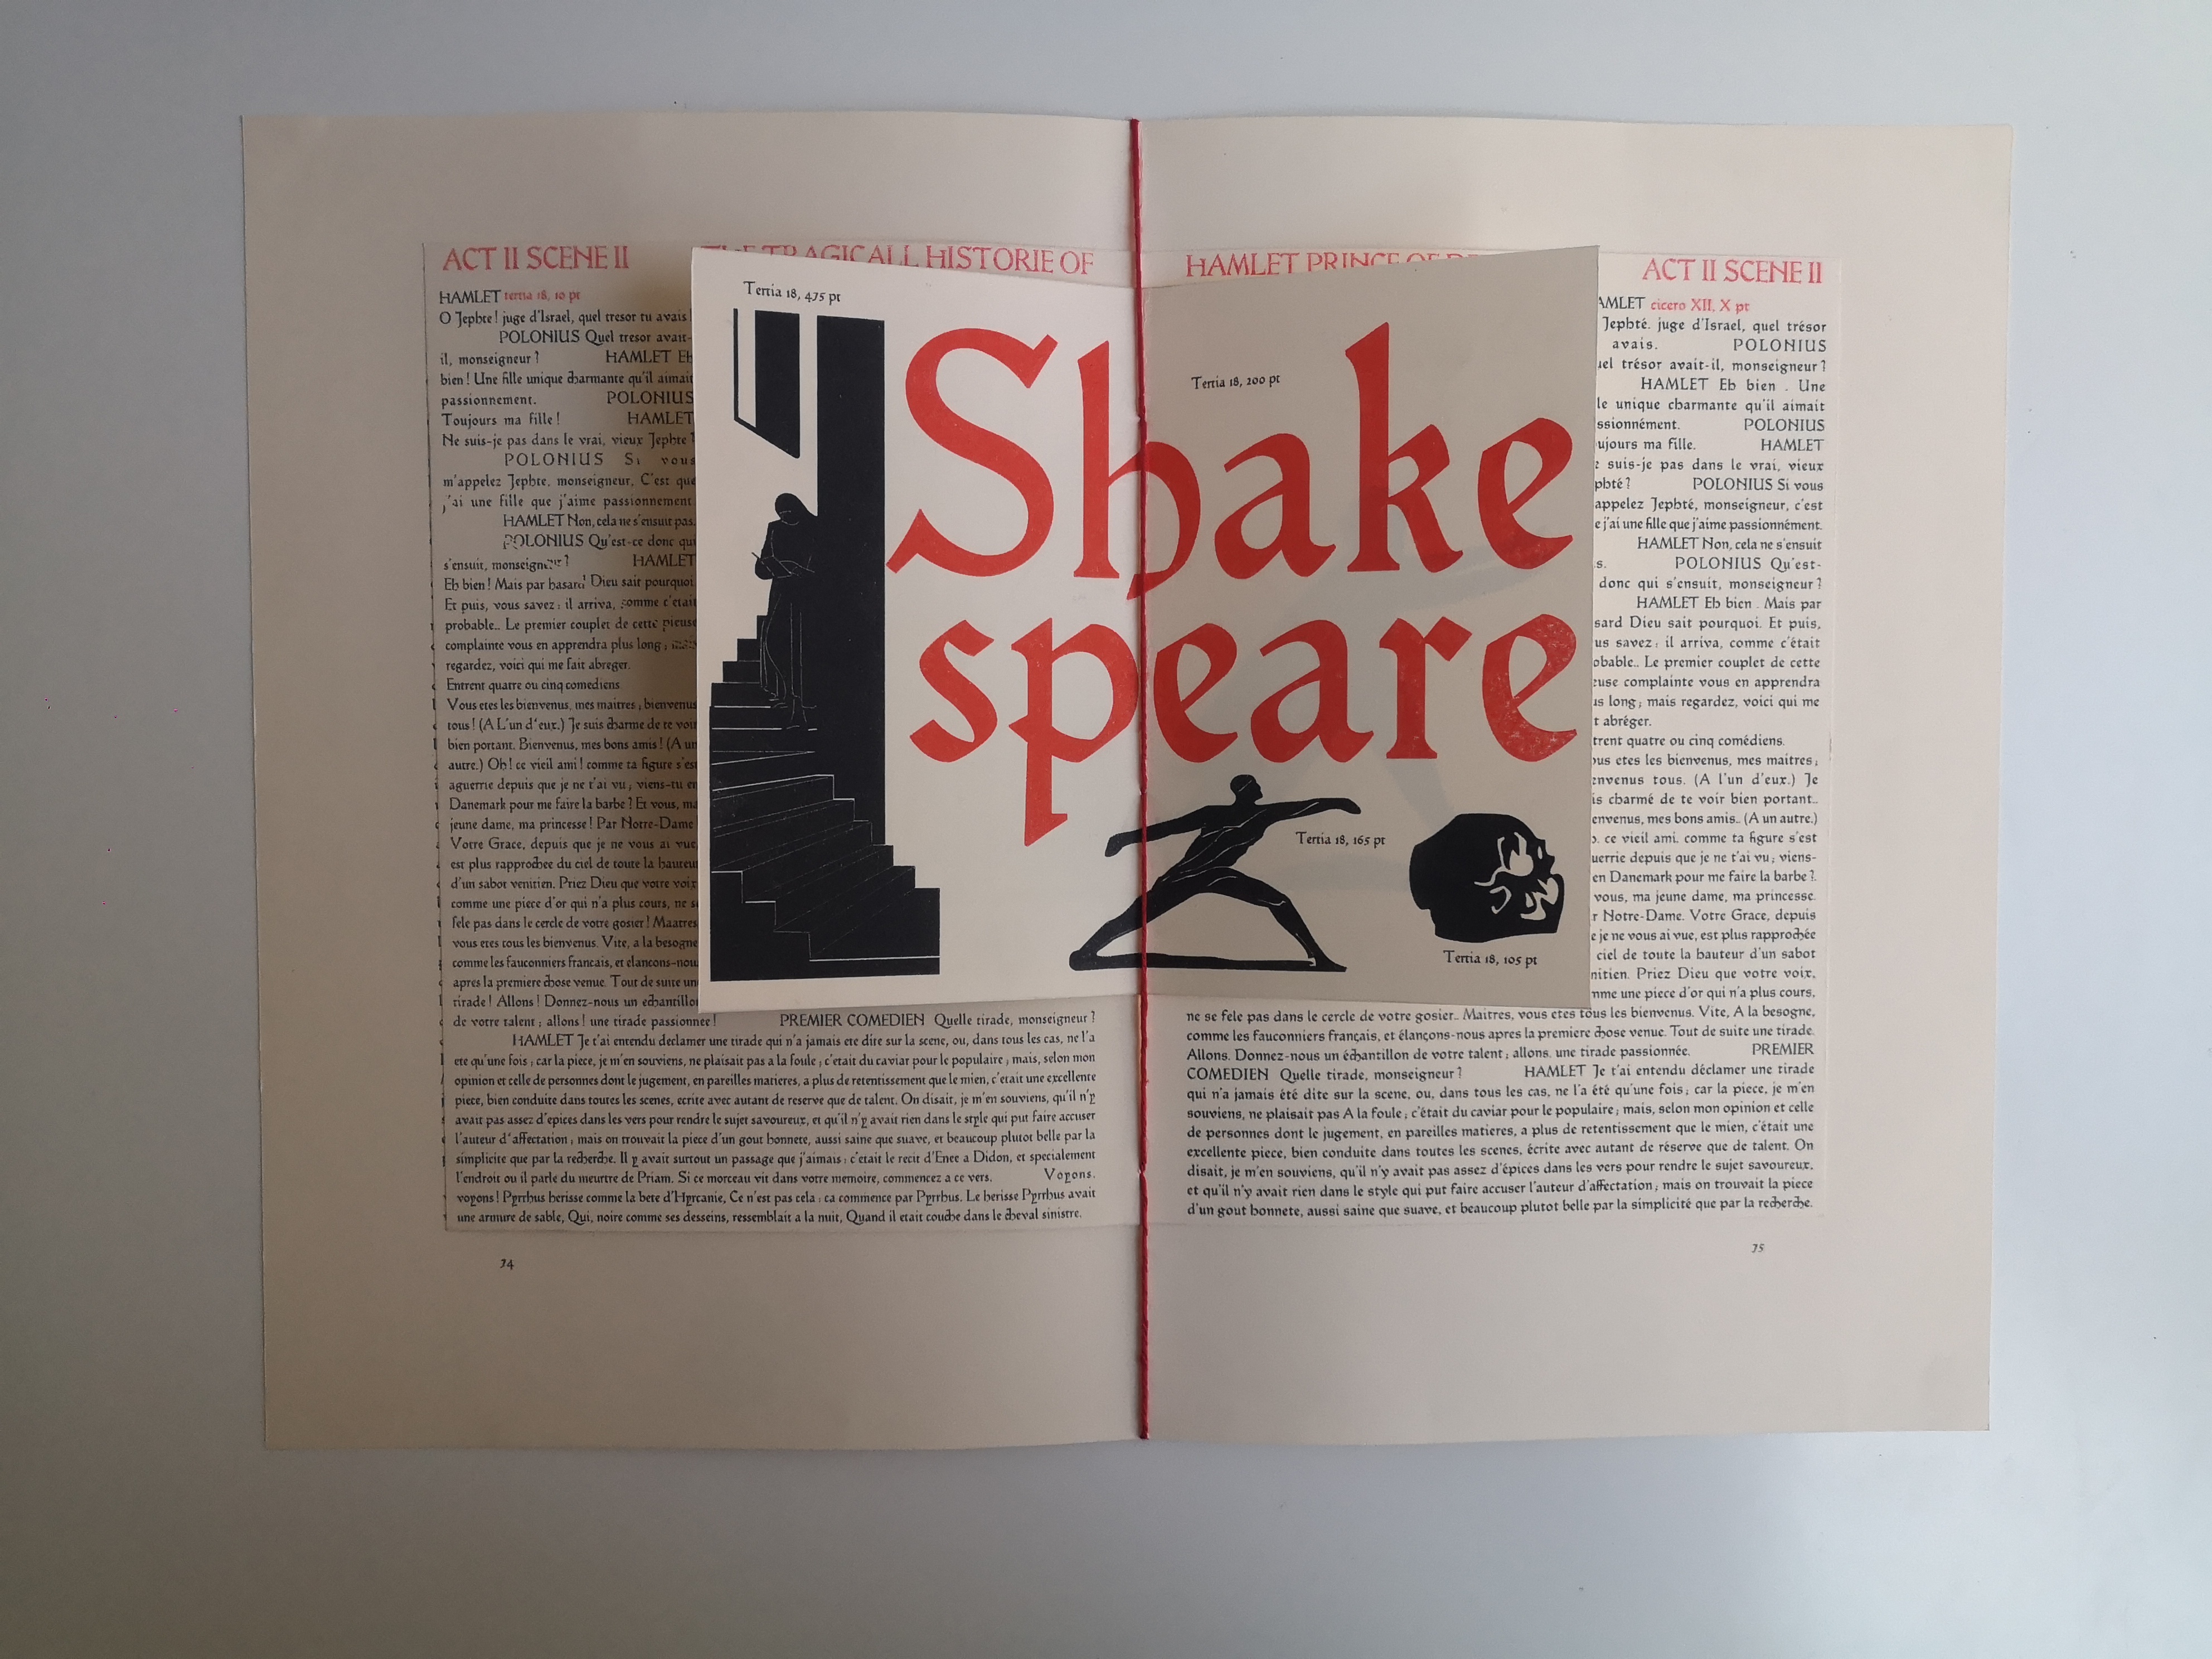 ACT II SCENE II
TRAGICALL HISTORIE OF
HAMLET tertia 18, 10 pt
O Jephte! juge d'Israel, quel tresor tu avais!
POLONIUS Quel tresor avait-
il, monseigneur? HAMLET Eh
bien! Une fille unique charmante qu'il aimait
passionnement. POLONIUS
Toujours ma fille! HAMLET
Ne suis-je pas dans le vrai, vieux Jephte?
POLONIUS Si vous
m'appelez Jephte, monseigneur, C'est que
j'ai une fille que j'aime passionnement
HAMLET Non, cela ne s'ensuit pas.
POLONIUS Qu'est-ce donc qui
s'ensuit, monseigneur? HAMLET
Eh bien! Mais par hasard Dieu sait pourquoi
Et puis, vous savez: il arriva, comme c'etait
probable.. Le premier couplet de cette pieuse
complainte vous en apprendra plus long; mais
regardez, voici qui me fait abreger.
Entrent quatre ou cinq comediens
Vous etes les bienvenus, mes maitres; bienvenus
tous! (A L'un d'eux.) Je suis charme de te voir
bien portant. Bienvenus, mes bons amis! (A un
autre.) Oh! ce vieil ami! comme ta figure s'est
aguerrie depuis que je ne t'ai vu; viens-tu en
Danemark pour me faire la barbe? Et vous, ma
jeune dame, ma princesse! Par Notre-Dame
Votre Grace, depuis que je ne vous ai vue,
est plus rapprochee du ciel de toute la hauteur
d'un sabot venitien. Priez Dieu que votre voix
comme une piece d'or qui n'a plus cours, ne se
fele pas dans le cercle de votre gosier! Maatres
vous etes tous les bienvenus. Vite, a la besogne
comme les fauconniers francais, et elancons-nou
apres la premiere chose venue. Tout de suite un
tirade! Allons! Donnez-nous un echantillo
de votre talent; allons! une tirade passionnee! PREMIER COMEDIEN Quelle tirade, monseigneur?
HAMLET Je t'ai entendu declamer une tirade qui n'a jamais ete dire sur la scene, ou, dans tous les cas, ne l'a
ete qu'une fois; car la piece, je m'en souviens, ne plaisait pas a la foule; c'etait du caviar pour le populaire; mais, selon mon
opinion et celle de personnes dont le jugement, en pareilles matieres, a plus de retentissement que le mien, c'etait une excellente
piece, bien conduite dans toutes les scenes, ecrite avec autant de reserve que de talent. On disait, je m'en souviens, qu'il n'y
avait pas assez d'epices dans les vers pour rendre le sujet savoureux, et qu'il n'y avait rien dans le style qui put faire accuser
l'auteur d'affectation; mais on trouvait la piece d'un gout honnete, aussi saine que suave, et beaucoup plutot belle par la
simplicite que par la recherche. Il y avait surtout un passage que j'aimais: c'etait le recit d'Enee a Didon, et specialement
l'endroit ou il parle du meurtre de Priam. Si ce morceau vit dans votre memoire, commencez a ce vers. Voyons.
voyons! Pyrrhus herisse comme la bete d'Hyrcanie, Ce n'est pas cela: ca commence par Pyrrhus. Le herisse Pyrrhus avait
une armure de sable, Qui, noire comme ses desseins, ressemblait a la nuit, Quand il etait couche dans le cheval sinistre.
74
Tertia 18, 475 pt
Shake
speare
Tertia 18, 200 pt
Tertia 18, 165 pt
Tertia 18, 105 pt
HAMLET PRINCE OF
ACT II SCENE II
AMLET cicero XII, X pt
Jephté. juge d'Israel, quel trésor
avais. POLONIUS
uel trésor avait-il, monseigneur?
HAMLET Eh bien . Une
le unique charmante qu'il aimait
ssionnément. POLONIUS
ujours ma fille. HAMLET
suis-je pas dans le vrai, vieux
phté? POLONIUS Si vous
appelez Jephté, monseigneur, c'est
e j'ai une fille que j'aime passionnément.
HAMLET Non, cela ne s'ensuit
s. POLONIUS Qu'est-
donc qui s'ensuit, monseigneur?
HAMLET Eh bien . Mais par
sard Dieu sait pourquoi. Et puis,
us savez: il arriva, comme c'était
obable.. Le premier couplet de cette
euse complainte vous en apprendra
us long; mais regardez, voici qui me
t abréger.
trent quatre ou cinq comédiens.
ous etes les bienvenus, mes maitres;
envenus tous. (A l'un d'eux.) Je
is charmé de te voir bien portant..
envenus, mes bons amis.. (A un autre.)
ce vieil ami. comme ta figure s'est
uerrie depuis que je ne t'ai vu; viens-
en Danemark pour me faire la barbe?.
vous, ma jeune dame, ma princesse.
r Notre-Dame. Votre Grace, depuis
e je ne vous ai vue, est plus rapprochée
ciel de toute la hauteur d'un sabot
nitien. Priez Dieu que votre voix,
mme une piece d'or qui n'a plus cours,
ne se fele pas dans le cercle de votre gosier.. Maitres, vous etes tous les bienvenus. Vite, A la besogne,
comme les fauconniers français, et élançons-nous apres la premiere chose venue. Tout de suite une tirade.
Allons. Donnez-nous un échantillon de votre talent; allons. une tirade passionnée. PREMIER
COMEDIEN Quelle tirade, monseigneur? HAMLET Je t'ai entendu déclamer une tirade
qui n'a jamais été dite sur la scene, ou, dans tous les cas, ne l'a été qu'une fois; car la piece, je m'en
souviens, ne plaisait pas A la foule; c'était du caviar pour le populaire; mais, selon mon opinion et celle
de personnes dont le jugement, en pareilles matieres, a plus de retentissement que le mien, c'était une
excellente piece, bien conduite dans toutes les scenes, écrite avec autant de réserve que de talent. On
disait, je m'en souviens, qu'il n'y avait pas assez d'épices dans les vers pour rendre le sujet savoureux.
et qu'il n'y avait rien dans le style qui put faire accuser l'auteur d'affectation; mais on trouvait la piece
d'un gout honnete, aussi saine que suave, et beaucoup plutot belle par la simplicité que par la recherche.
75